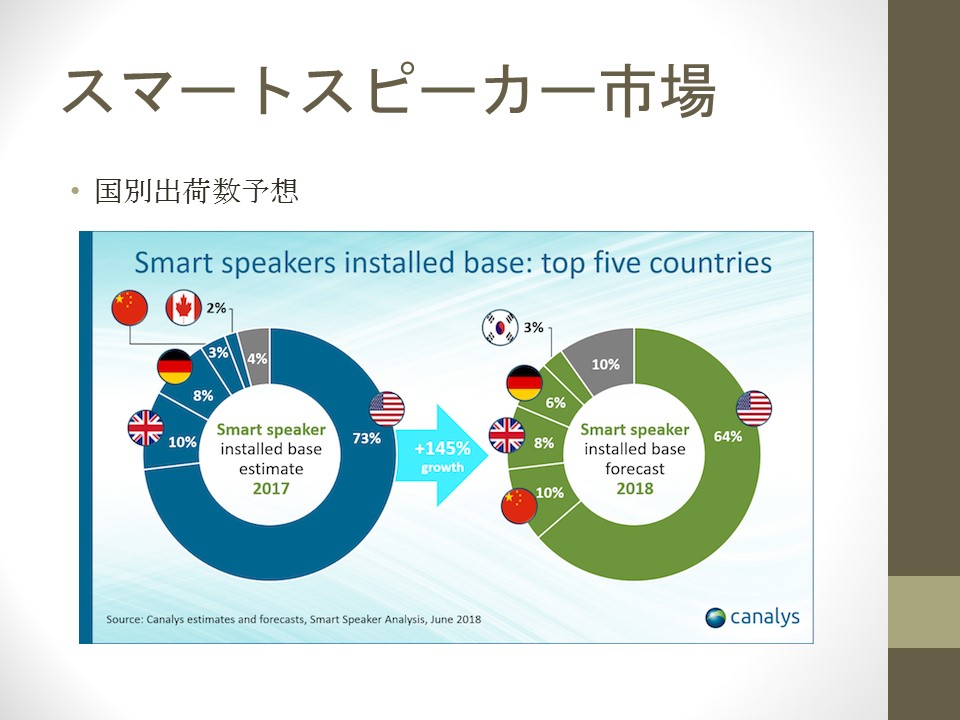 スマートスピーカー市場
• 国別出荷数予想
Smart speakers installed base: top five countries
2%
3%
4%
8%
10%
73%
Smart speaker
installed base
estimate
2017
+145%
growth
3%
10%
6%
8%
10%
64%
Smart speaker
installed base
forecast
2018
Source: Canalys estimates and forecasts, Smart Speaker Analysis, June 2018
canalys